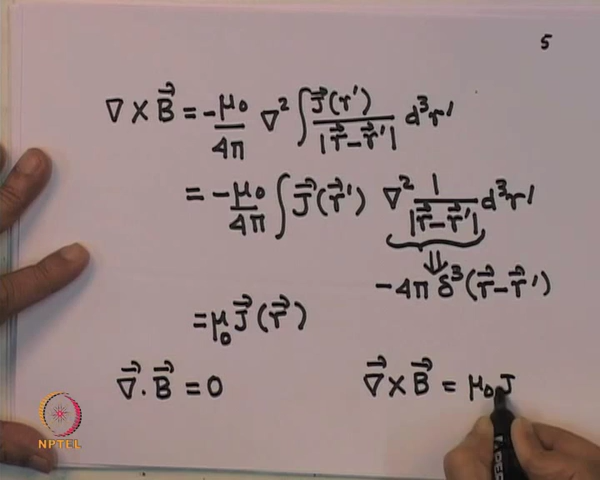 5
∇ × B⃗ = -μ₀/4π ∇² ∫ J⃗(r') / |r⃗-r⃗'| d³r'
= -μ₀/4π ∫ J⃗(r⃗') ∇² 1/|r⃗-r⃗'| d³r'
⇓
-4π δ³(r⃗-r⃗')
= μ₀ J⃗(r⃗)
∇⃗ · B⃗ = 0 ∇⃗ × B⃗ = μ₀ J
NPTEL